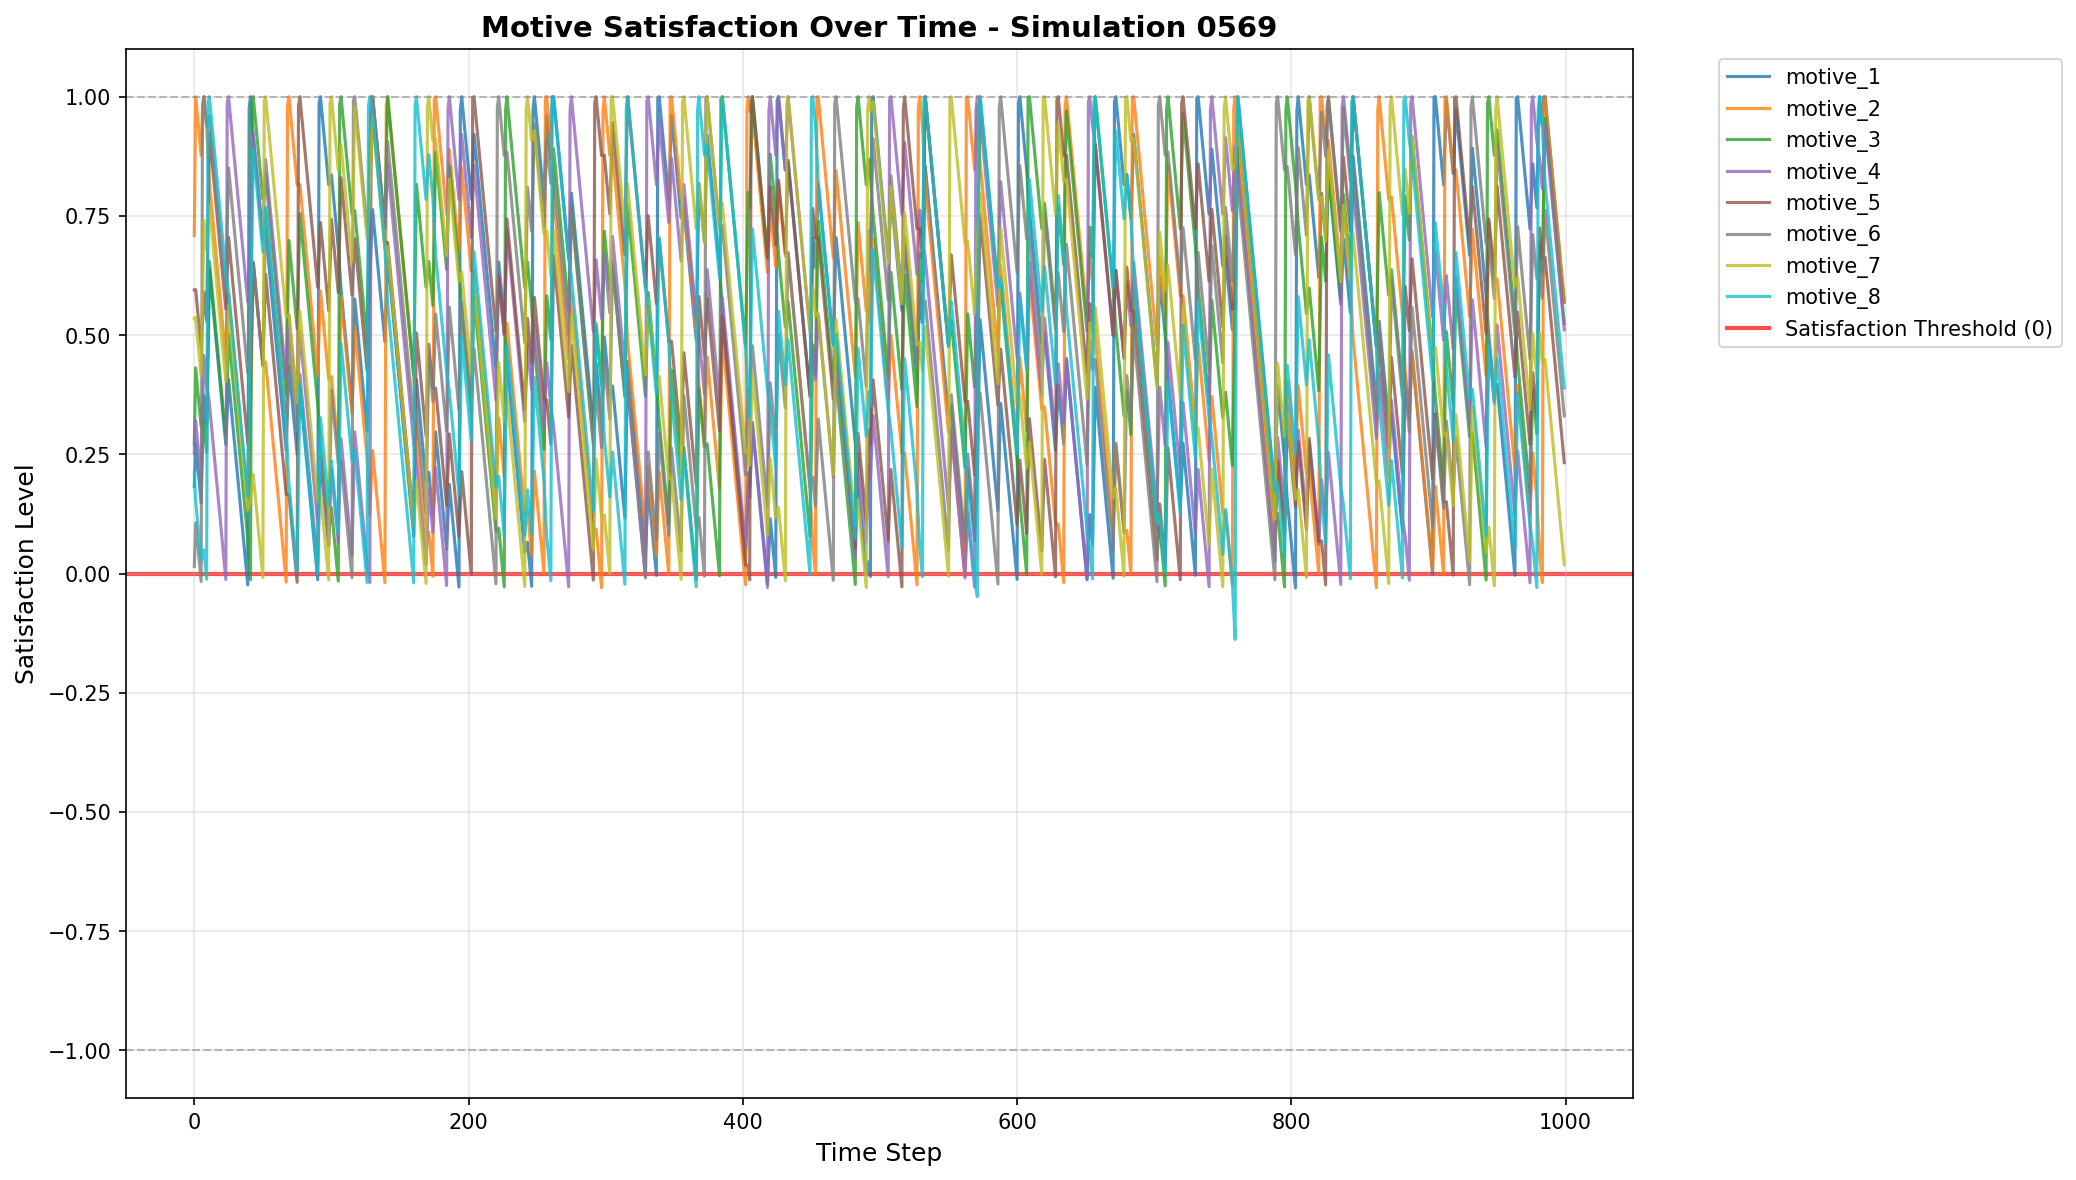 Motive Satisfaction Over Time - Simulation 0569
1.00
0.75
0.50
0.25
0.00
−0.25
−0.50
−0.75
−1.00
Satisfaction Level
0
200
400
600
800
1000
Time Step
motive_1
motive_2
motive_3
motive_4
motive_5
motive_6
motive_7
motive_8
Satisfaction Threshold (0)